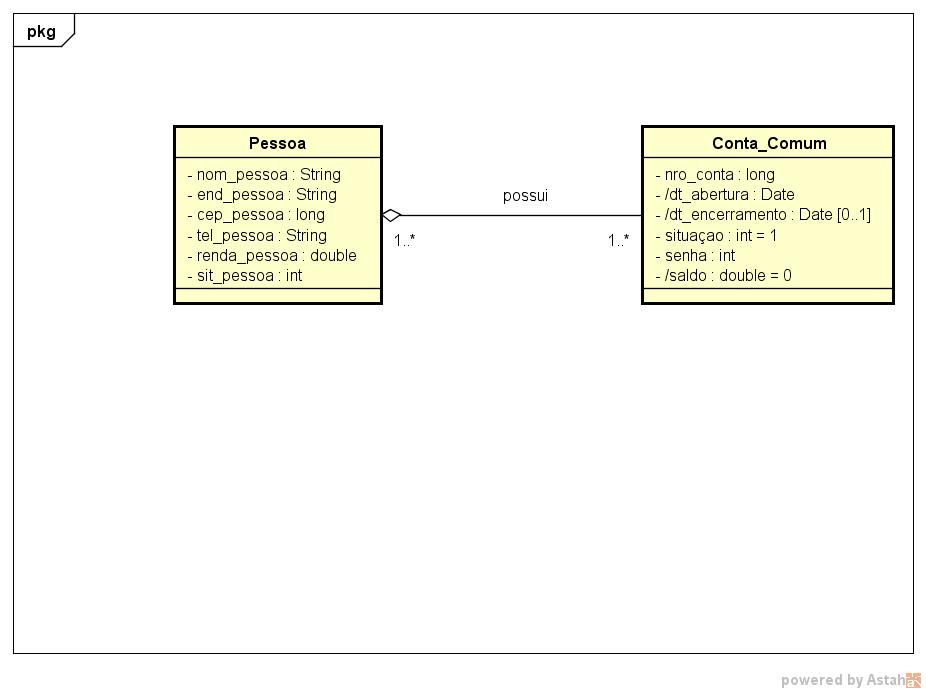 pkg
Pessoa
- nom_pessoa : String
- end_pessoa : String
- cep_pessoa : long
- tel_pessoa : String
- renda_pessoa : double
- sit_pessoa : int
possui
1..*
1..*
Conta_Comum
- nro_conta : long
- /dt_abertura : Date
- /dt_encerramento : Date [0..1]
- situaçao : int = 1
- senha : int
- /saldo : double = 0
powered by Astah